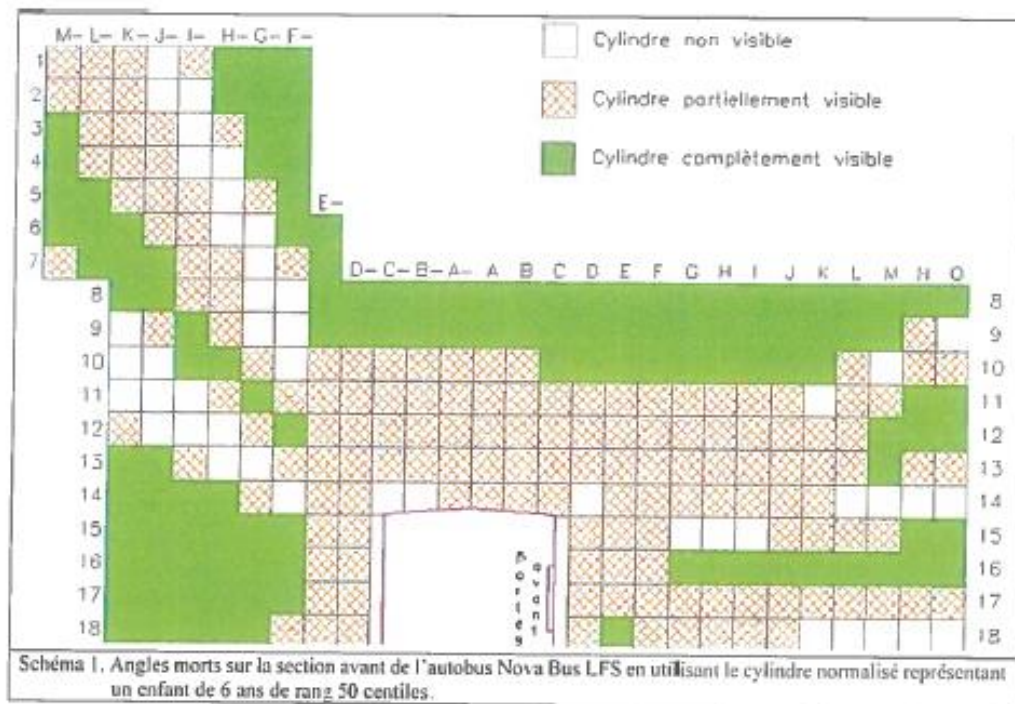 M- L- K- J- I- H- G- F-
Cylindre non visible
Cylindre partiellement visible
Cylindre complètement visible
1
2
3
4
5
6
7
E-
D- C- B- A- A B C D E F G H I J K L M N O
8 8
9 9
10 10
11 11
12 12
13 13
14 14
15 15
16 16
17 17
18 18
Portes
avant
Schéma 1. Angles morts sur la section avant de l'autobus Nova Bus LFS en utilisant le cylindre normalisé représentant
un enfant de 6 ans de rang 50 centiles.